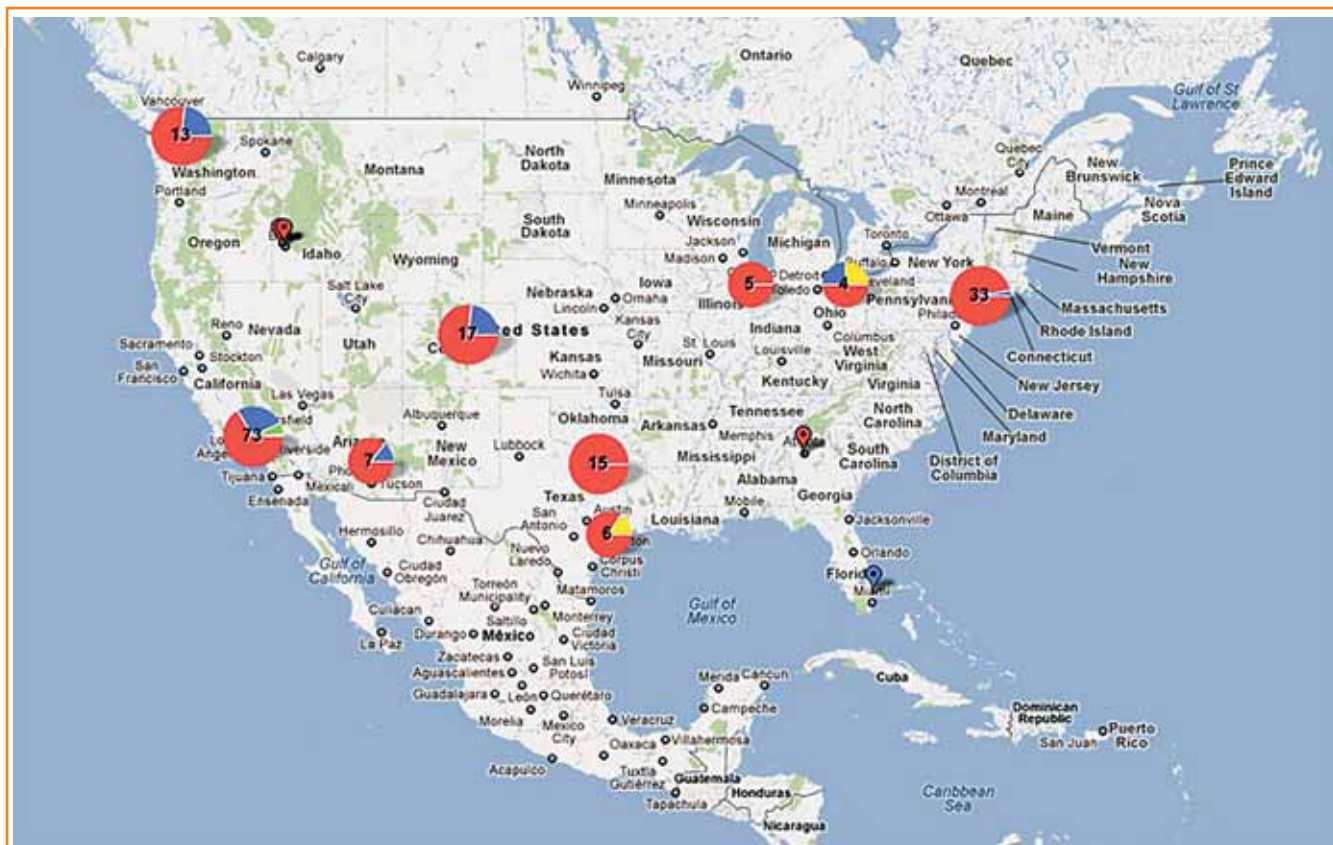 Calgary
Ontario
Quebec
Winnipeg
Gulf of St
Lawrence
Vancouver
13
Spokane
Washington
Montana
North
Dakota
Minnesota
Quebec
City
New
Brunswick
Prince
Edward
Island
Portland
Minneapolis
Montreal
Ottawa
Maine
Nova
Scotia
Oregon
Idaho
South
Dakota
Wisconsin
Michigan
Toronto
Vermont
New
Hampshire
Wyoming
Jackson
Madison
Buffalo
New York
Salt Lake
City
Iowa
5
Detroit
Toledo
4
Pennsylvania
33
Massachusetts
Nebraska
Omaha
Lincoln
Illinois
Ohio
Rhode Island
Reno
Nevada
17
Kansas
City
Indiana
Columbus
Connecticut
Sacramento
Stockton
Utah
Kansas
Missouri
St. Louis
Louisville
West
Virginia
New Jersey
San
Francisco
California
Wichita
Kentucky
Virginia
Las Vegas
Tulsa
Delaware
Albuquerque
Oklahoma
Tennessee
North
Carolina
Maryland
73
7
New
Mexico
Lubbock
Arkansas
Memphis
South
Carolina
District of
Columbia
15
Mississippi
Tijuana
Mexicali
Tucson
Alabama
Ensenada
Ciudad
Juarez
Texas
Georgia
San
Antonio
Austin
Louisiana
Mobile
Jacksonville
6
Hermosillo
Chihuahua
Nuevo
Laredo
Orlando
Gulf of
California
Ciudad
Obregón
Corpus
Christi
Torreón
Municipality
Matamoros
Miami
Culiacan
Saltillo
Monterrey
Gulf of
Mexico
La Paz
Durango
México
Ciudad
Victoria
Zacatecas
Aguascalientes
San Luis
Potosí
Merida
Cancun
Cuba
Guadalajara
León
Querétaro
Campeche
Dominican
Republic
Morelia
Mexico
City
Veracruz
San Juan
Puerto
Rico
Oaxaca
Villahermosa
Acapulco
Tuxtla
Gutiérrez
Guatemala
Tapachula
Honduras
Caribbean
Sea
Nicaragua